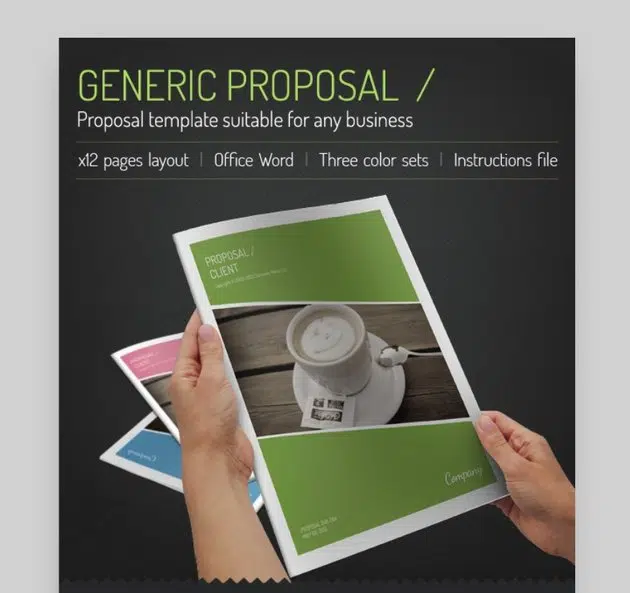 GENERIC PROPOSAL /
Proposal template suitable for any business
x12 pages layout | Office Word | Three color sets | Instructions file
PROPOSAL /
CLIENT
Company